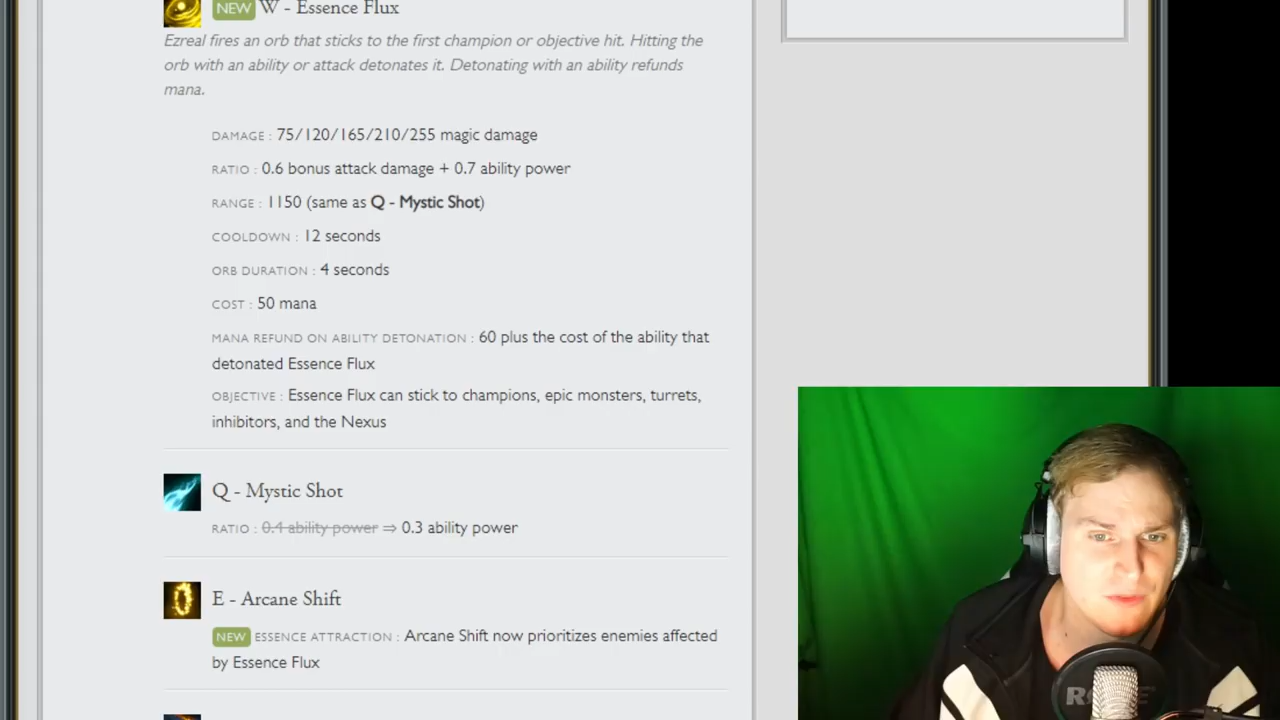 NEW W - Essence Flux
Ezreal fires an orb that sticks to the first champion or objective hit. Hitting the
orb with an ability or attack detonates it. Detonating with an ability refunds
mana.
DAMAGE : 75/120/165/210/255 magic damage
RATIO : 0.6 bonus attack damage + 0.7 ability power
RANGE : 1150 (same as Q - Mystic Shot)
COOLDOWN : 12 seconds
ORB DURATION : 4 seconds
COST : 50 mana
MANA REFUND ON ABILITY DETONATION : 60 plus the cost of the ability that
detonated Essence Flux
OBJECTIVE : Essence Flux can stick to champions, epic monsters, turrets,
inhibitors, and the Nexus
Q - Mystic Shot
RATIO : 0.4 ability power ⇒ 0.3 ability power
E - Arcane Shift
NEW ESSENCE ATTRACTION : Arcane Shift now prioritizes enemies affected
by Essence Flux